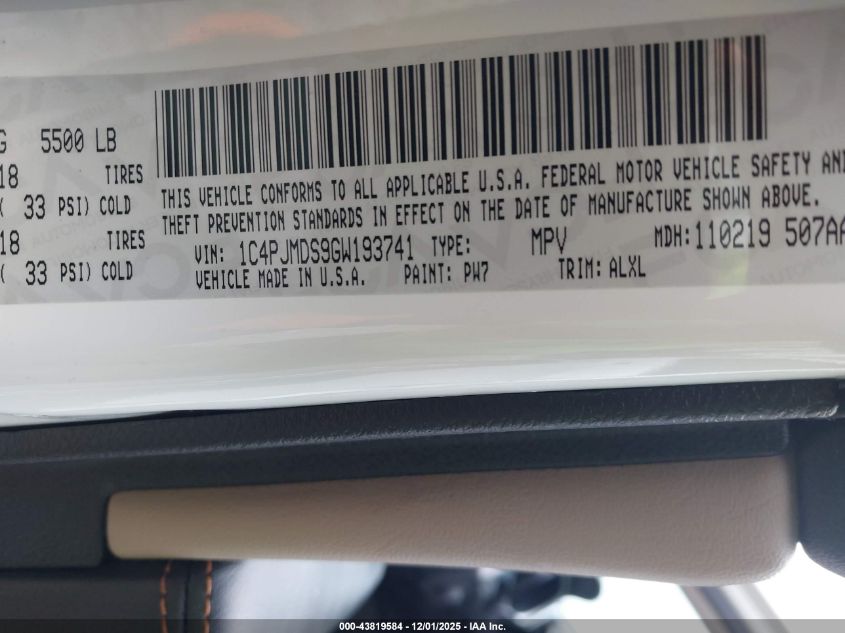 G 5500 LB
18 TIRES
( 33 PSI) COLD
18 TIRES
( 33 PSI) COLD
THIS VEHICLE CONFORMS TO ALL APPLICABLE U.S.A. FEDERAL MOTOR VEHICLE SAFETY AND
THEFT PREVENTION STANDARDS IN EFFECT ON THE DATE OF MANUFACTURE SHOWN ABOVE.
VIN: 1C4PJMDS9GW193741 TYPE: MPV MDH: 110219 507AA
VEHICLE MADE IN U.S.A. PAINT: PW7 TRIM: ALXL
000-43819584 - 12/01/2025 - IAA Inc.